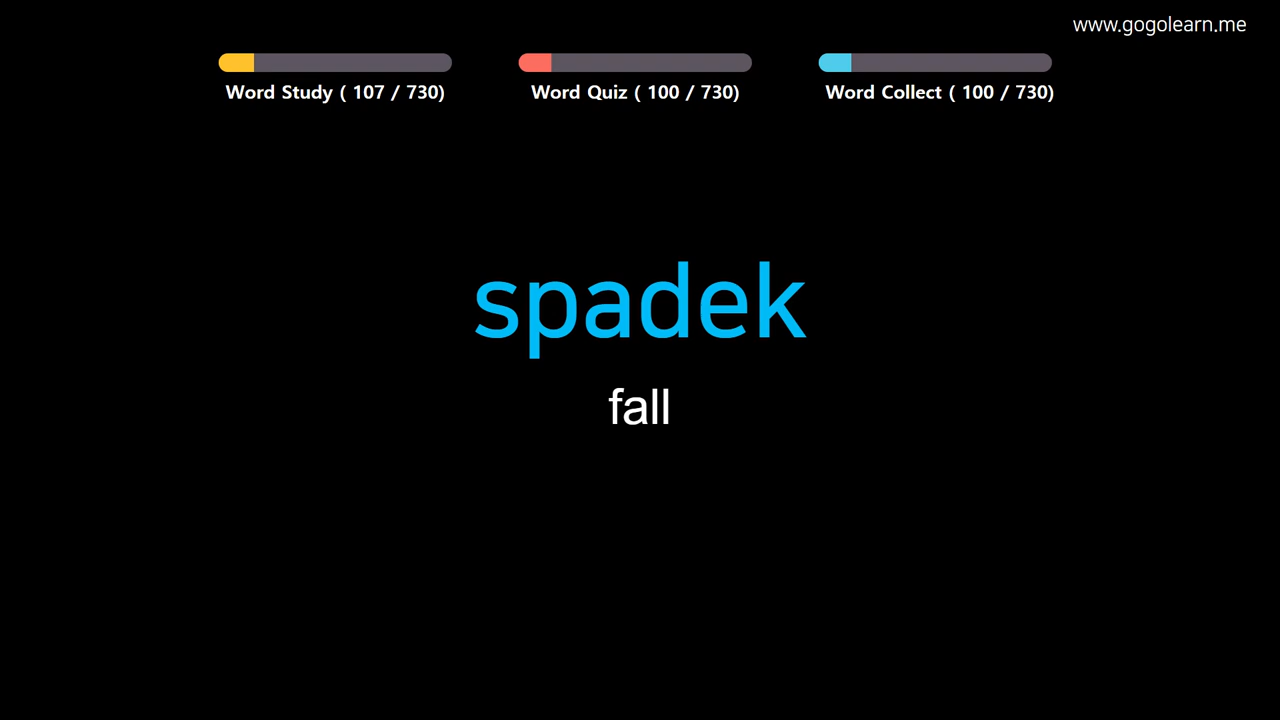 www.gogolearn.me
Word Study ( 107 / 730)
Word Quiz ( 100 / 730)
Word Collect ( 100 / 730)
spadek
fall